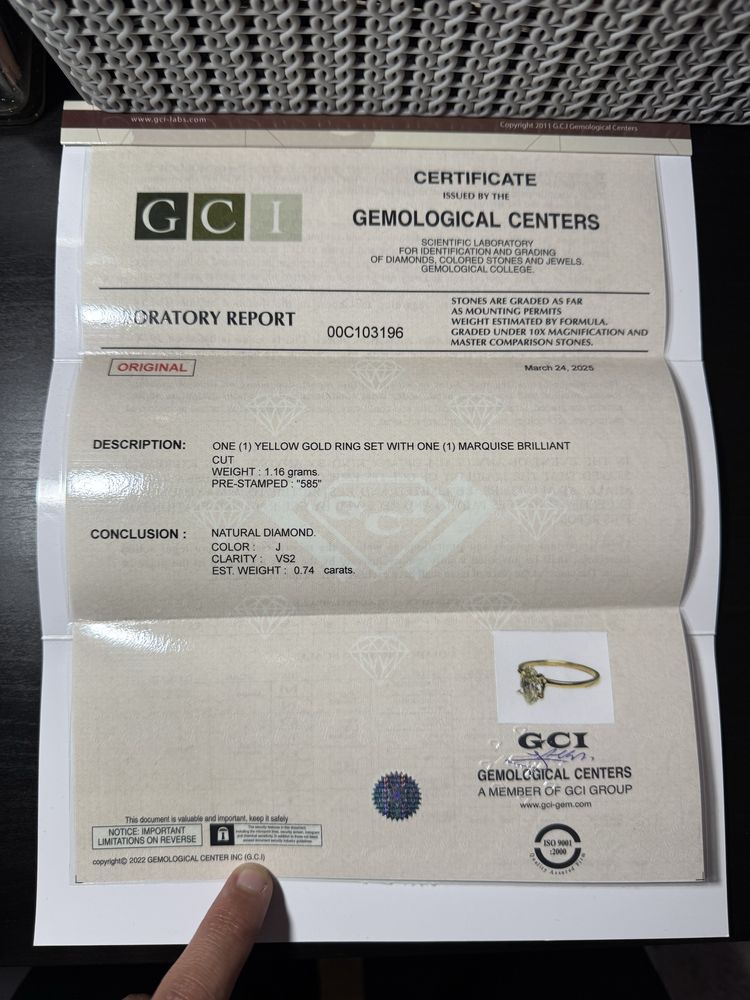 www.gci-labs.com
Copyright 2011 G.C.I Gemological Centers
GCI
CERTIFICATE
ISSUED BY THE
GEMOLOGICAL CENTERS
SCIENTIFIC LABORATORY
FOR IDENTIFICATION AND GRADING
OF DIAMONDS, COLORED STONES AND JEWELS.
GEMOLOGICAL COLLEGE.
ORATORY REPORT
00C103196
STONES ARE GRADED AS FAR
AS MOUNTING PERMITS
WEIGHT ESTIMATED BY FORMULA.
GRADED UNDER 10X MAGNIFICATION AND
MASTER COMPARISON STONES.
ORIGINAL
March 24, 2025
DESCRIPTION: ONE (1) YELLOW GOLD RING SET WITH ONE (1) MARQUISE BRILLIANT
CUT
WEIGHT : 1.16 grams.
PRE-STAMPED : "585"
GCI
CONCLUSION : NATURAL DIAMOND.
COLOR : J
CLARITY : VS2
EST. WEIGHT : 0.74 carats.
GCI
GEMOLOGICAL CENTERS
A MEMBER OF GCI GROUP
www.gci-gem.com
ISO 9001
:2000
Quality Assured Firm
This document is valuable and important, keep it safely
NOTICE: IMPORTANT
LIMITATIONS ON REVERSE
copyright© 2022 GEMOLOGICAL CENTER INC (G.C.I)